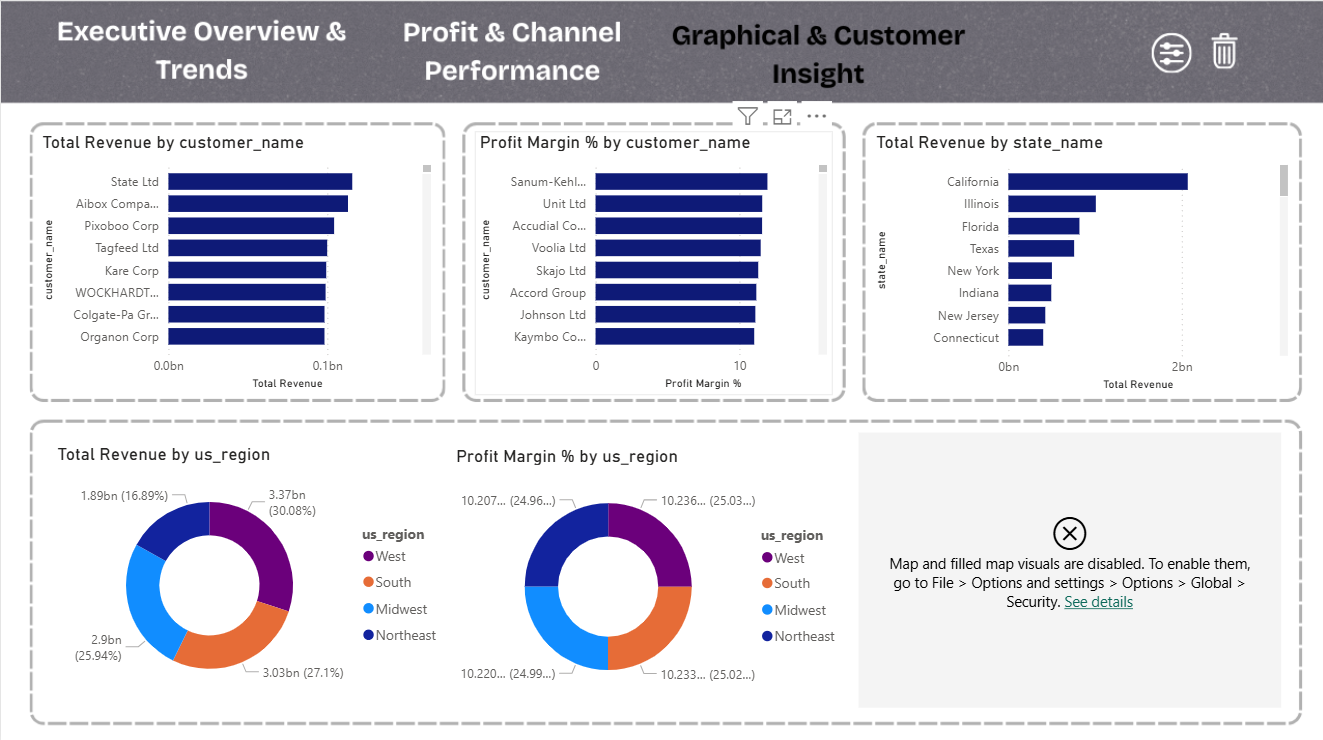 Executive Overview &
Trends
Profit & Channel
Performance
Graphical & Customer
Insight
Total Revenue by customer_name
customer_name
State Ltd
Aibox Compa...
Pixoboo Corp
Tagfeed Ltd
Kare Corp
WOCKHARDT...
Colgate-Pa Gr...
Organon Corp
0.0bn
0.1bn
Total Revenue
Profit Margin % by customer_name
customer_name
Sanum-Kehl...
Unit Ltd
Accudial Co...
Voolia Ltd
Skajo Ltd
Accord Group
Johnson Ltd
Kaymbo Co...
0
10
Profit Margin %
Total Revenue by state_name
state_name
California
Illinois
Florida
Texas
New York
Indiana
New Jersey
Connecticut
0bn
2bn
Total Revenue
Total Revenue by us_region
1.89bn (16.89%)
3.37bn
(30.08%)
2.9bn
(25.94%)
3.03bn (27.1%)
us_region
West
South
Midwest
Northeast
Profit Margin % by us_region
10.207... (24.96...)
10.236... (25.03...)
10.220... (24.99...)
10.233... (25.02...)
us_region
West
South
Midwest
Northeast
Map and filled map visuals are disabled. To enable them,
go to File > Options and settings > Options > Global >
Security. See details